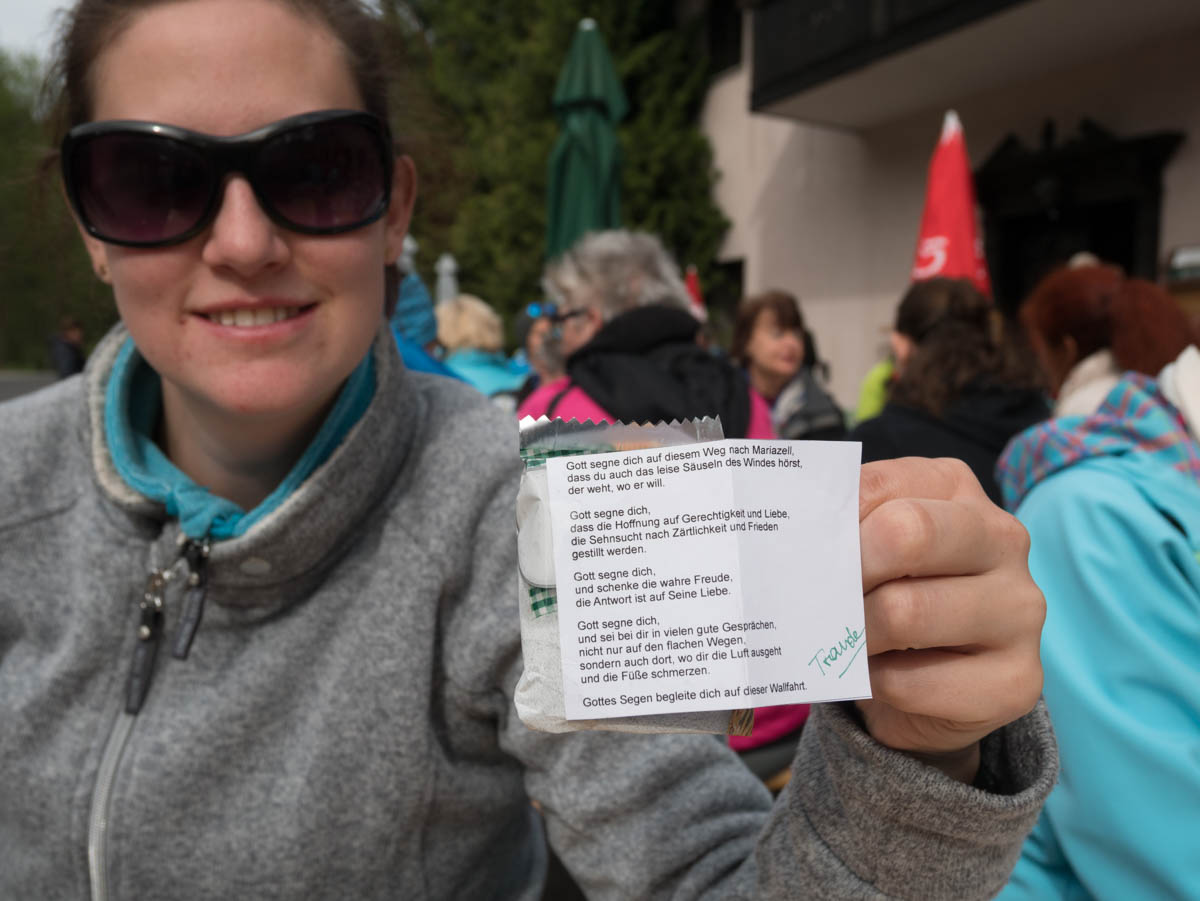 Gott segne dich auf diesem Weg nach Mariazell,
dass du auch das leise Säuseln des Windes hörst,
der weht, wo er will.
Gott segne dich,
dass die Hoffnung auf Gerechtigkeit und Liebe,
die Sehnsucht nach Zärtlichkeit und Frieden
gestillt werden.
Gott segne dich,
und schenke die wahre Freude,
die Antwort ist auf Seine Liebe.
Gott segne dich,
und sei bei dir in vielen gute Gesprächen,
nicht nur auf den flachen Wegen,
sondern auch dort, wo dir die Luft ausgeht
und die Füße schmerzen.
Gottes Segen begleite dich auf dieser Wallfahrt.
Traude